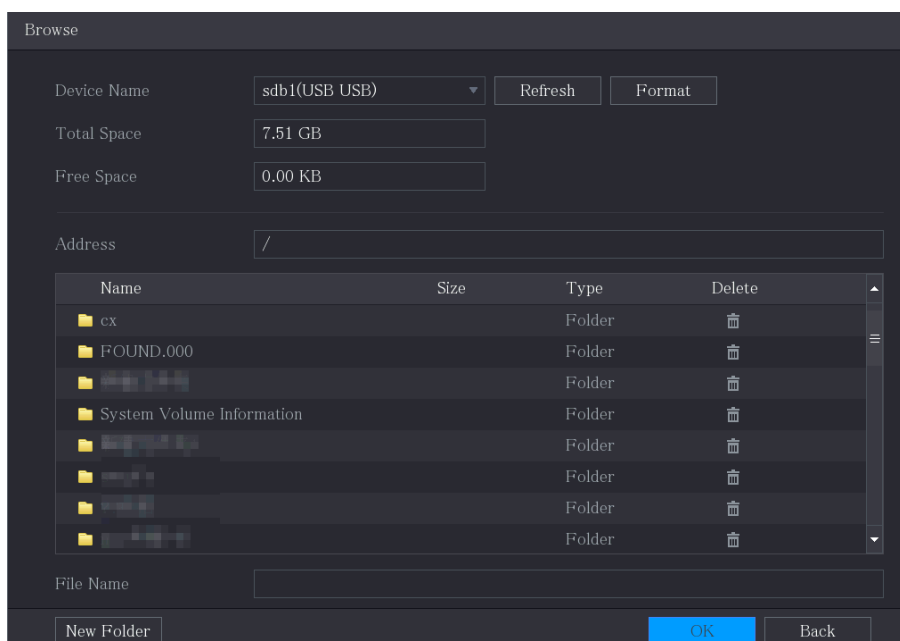 Browse
Device Name sdb1(USB USB) Refresh Format
Total Space 7.51 GB
Free Space 0.00 KB
Address /
Name Size Type Delete
cx Folder
FOUND.000 Folder
Folder
System Volume Information Folder
Folder
Folder
Folder
Folder
File Name
New Folder OK Back